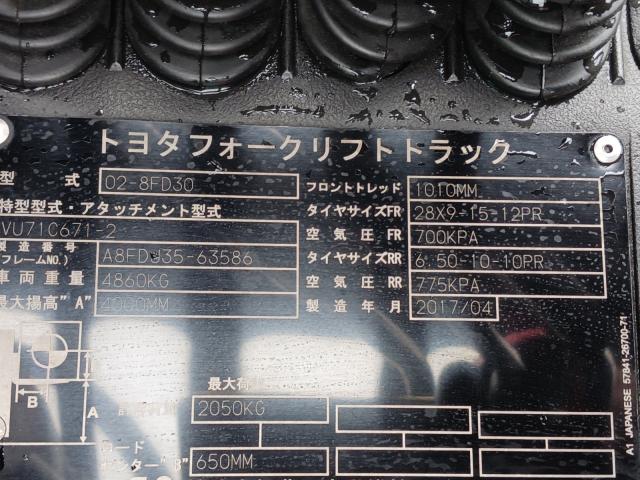 トヨタフォークリフトトラック
型 式 02-8FD30 フロントトレッド 1010MM
特型型式・アタッチメント型式 タイヤサイズFR 28X9-15-12PR
VU71C671-2 空気圧 FR 700KPA
製造番号
(フレームNO.) A8FDJ35-63586 タイヤサイズRR 6.50-10-10PR
車両重量 4860KG 空気圧 RR 775KPA
最大揚高"A" 4000MM 製造年月 2017/04
最大荷
B A 2050KG
ロード
センター"B" 650MM
A1 JAPANESE 57841-26700-71